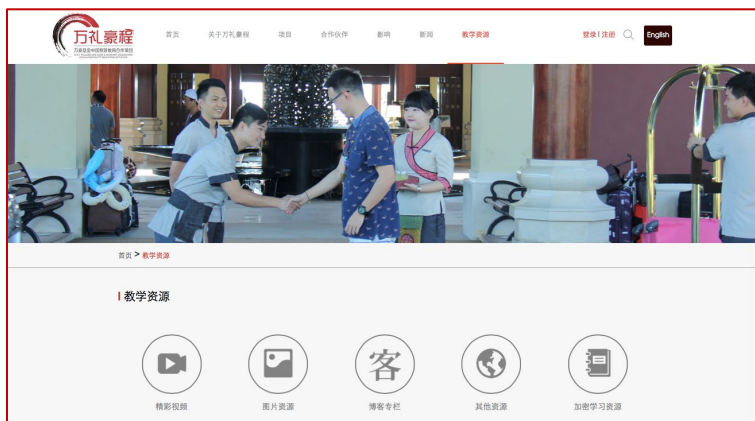 万礼豪程
首页 关于万礼豪程 项目 合作伙伴 影响 新闻 教学资源 登录 | 注册 English
首页 > 教学资源
教学资源
精彩视频 图片资源 博客专栏 其他资源 加密学习资源
客